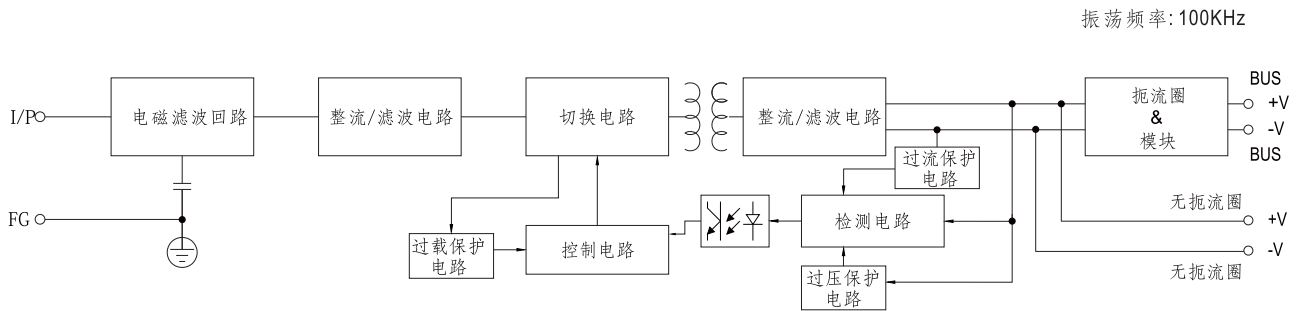 振荡频率: 100KHz
I/P
电磁滤波回路
整流/滤波电路
切换电路
整流/滤波电路
扼流圈
&
模块
BUS
+V
-V
BUS
过流保护
电路
FG
过载保护
电路
控制电路
检测电路
过压保护
电路
无扼流圈
+V
-V
无扼流圈